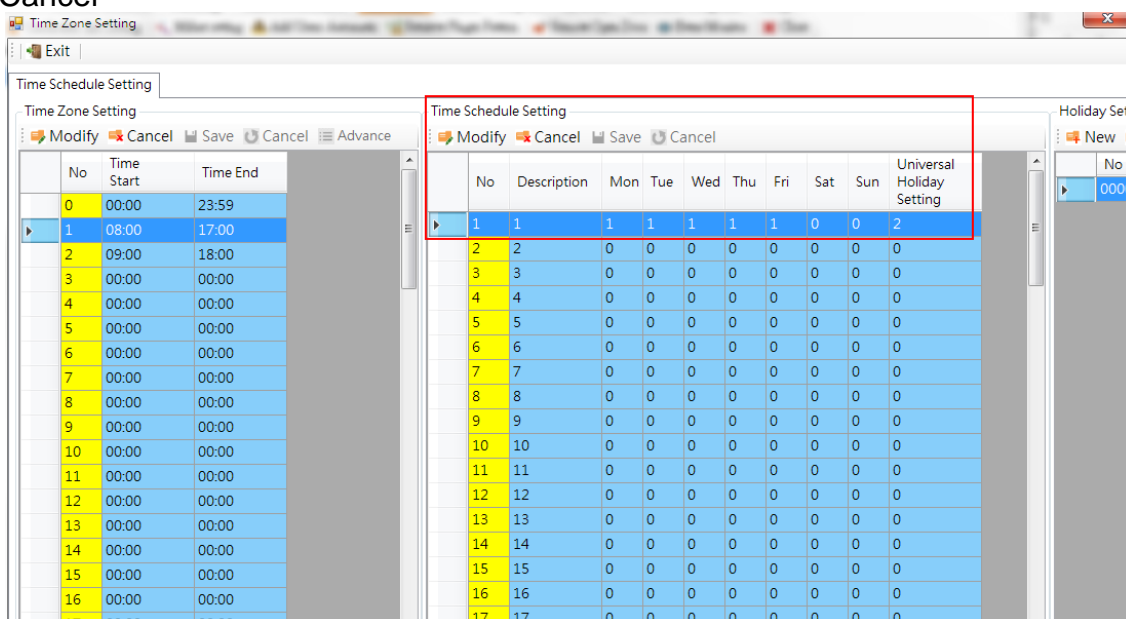 Cancel
Time Zone Setting
Exit
Time Schedule Setting
Time Zone Setting
Modify Cancel Save Cancel Advance
No Time Start Time End
0 00:00 23:59
1 08:00 17:00
2 09:00 18:00
3 00:00 00:00
4 00:00 00:00
5 00:00 00:00
6 00:00 00:00
7 00:00 00:00
8 00:00 00:00
9 00:00 00:00
10 00:00 00:00
11 00:00 00:00
12 00:00 00:00
13 00:00 00:00
14 00:00 00:00
15 00:00 00:00
16 00:00 00:00
Time Schedule Setting
Modify Cancel Save Cancel
No Description Mon Tue Wed Thu Fri Sat Sun Universal Holiday Setting
1 1 1 1 1 1 1 0 0 2
2 2 0 0 0 0 0 0 0 0
3 3 0 0 0 0 0 0 0 0
4 4 0 0 0 0 0 0 0 0
5 5 0 0 0 0 0 0 0 0
6 6 0 0 0 0 0 0 0 0
7 7 0 0 0 0 0 0 0 0
8 8 0 0 0 0 0 0 0 0
9 9 0 0 0 0 0 0 0 0
10 10 0 0 0 0 0 0 0 0
11 11 0 0 0 0 0 0 0 0
12 12 0 0 0 0 0 0 0 0
13 13 0 0 0 0 0 0 0 0
14 14 0 0 0 0 0 0 0 0
15 15 0 0 0 0 0 0 0 0
16 16 0 0 0 0 0 0 0 0
17 17 0 0 0 0 0 0 0 0
Holiday Set
New
No
000